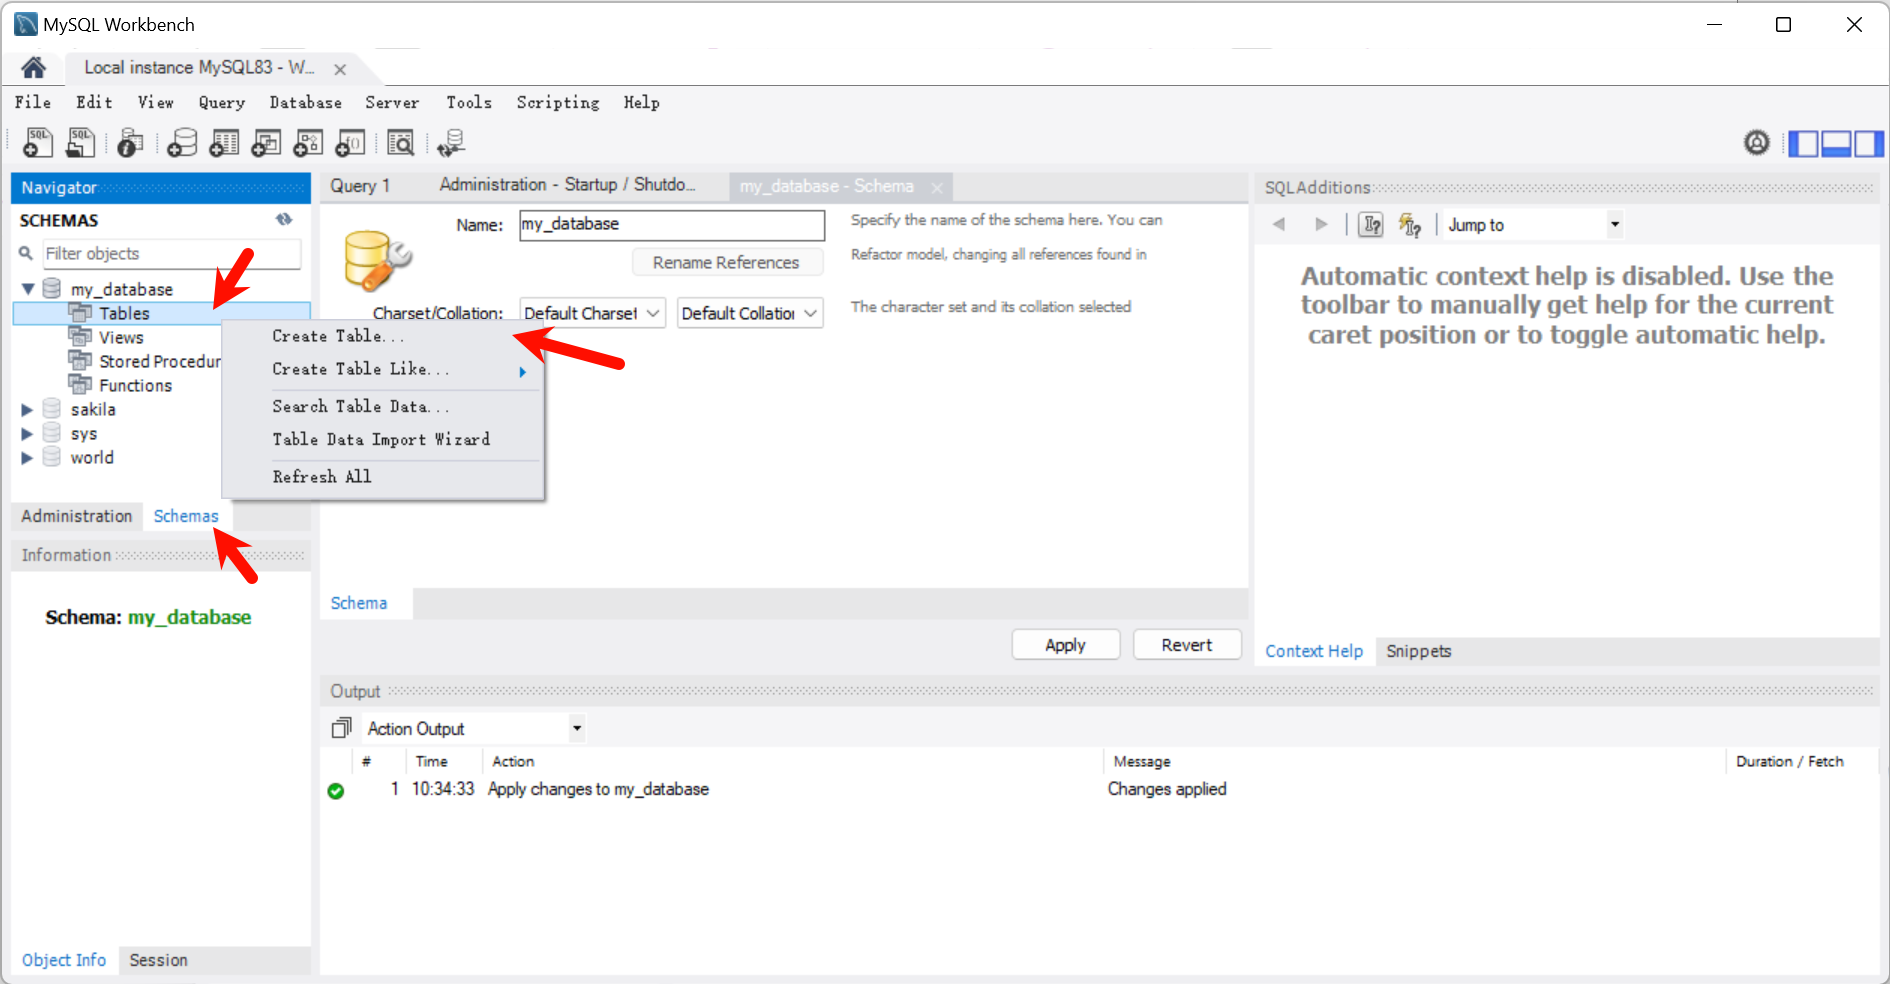 MySQL Workbench
Local instance MySQL83 - W...
File Edit View Query Database Server Tools Scripting Help
Navigator
SCHEMAS
Filter objects
my_database
Tables
Views
Stored Procedur
Functions
sakila
sys
world
Administration Schemas
Information
Schema: my_database
Object Info Session
Create Table...
Create Table Like...
Search Table Data...
Table Data Import Wizard
Refresh All
Query 1 Administration - Startup / Shutdo... my_database - Schema
Name: my_database Specify the name of the schema here. You can
Rename References Refactor model, changing all references found in
Charset/Collation: Default Charset Default Collation The character set and its collation selected
Schema
Apply Revert
SQLAdditions
Jump to
Automatic context help is disabled. Use the
toolbar to manually get help for the current
caret position or to toggle automatic help.
Context Help Snippets
Output
Action Output
# Time Action Message Duration / Fetch
1 10:34:33 Apply changes to my_database Changes applied